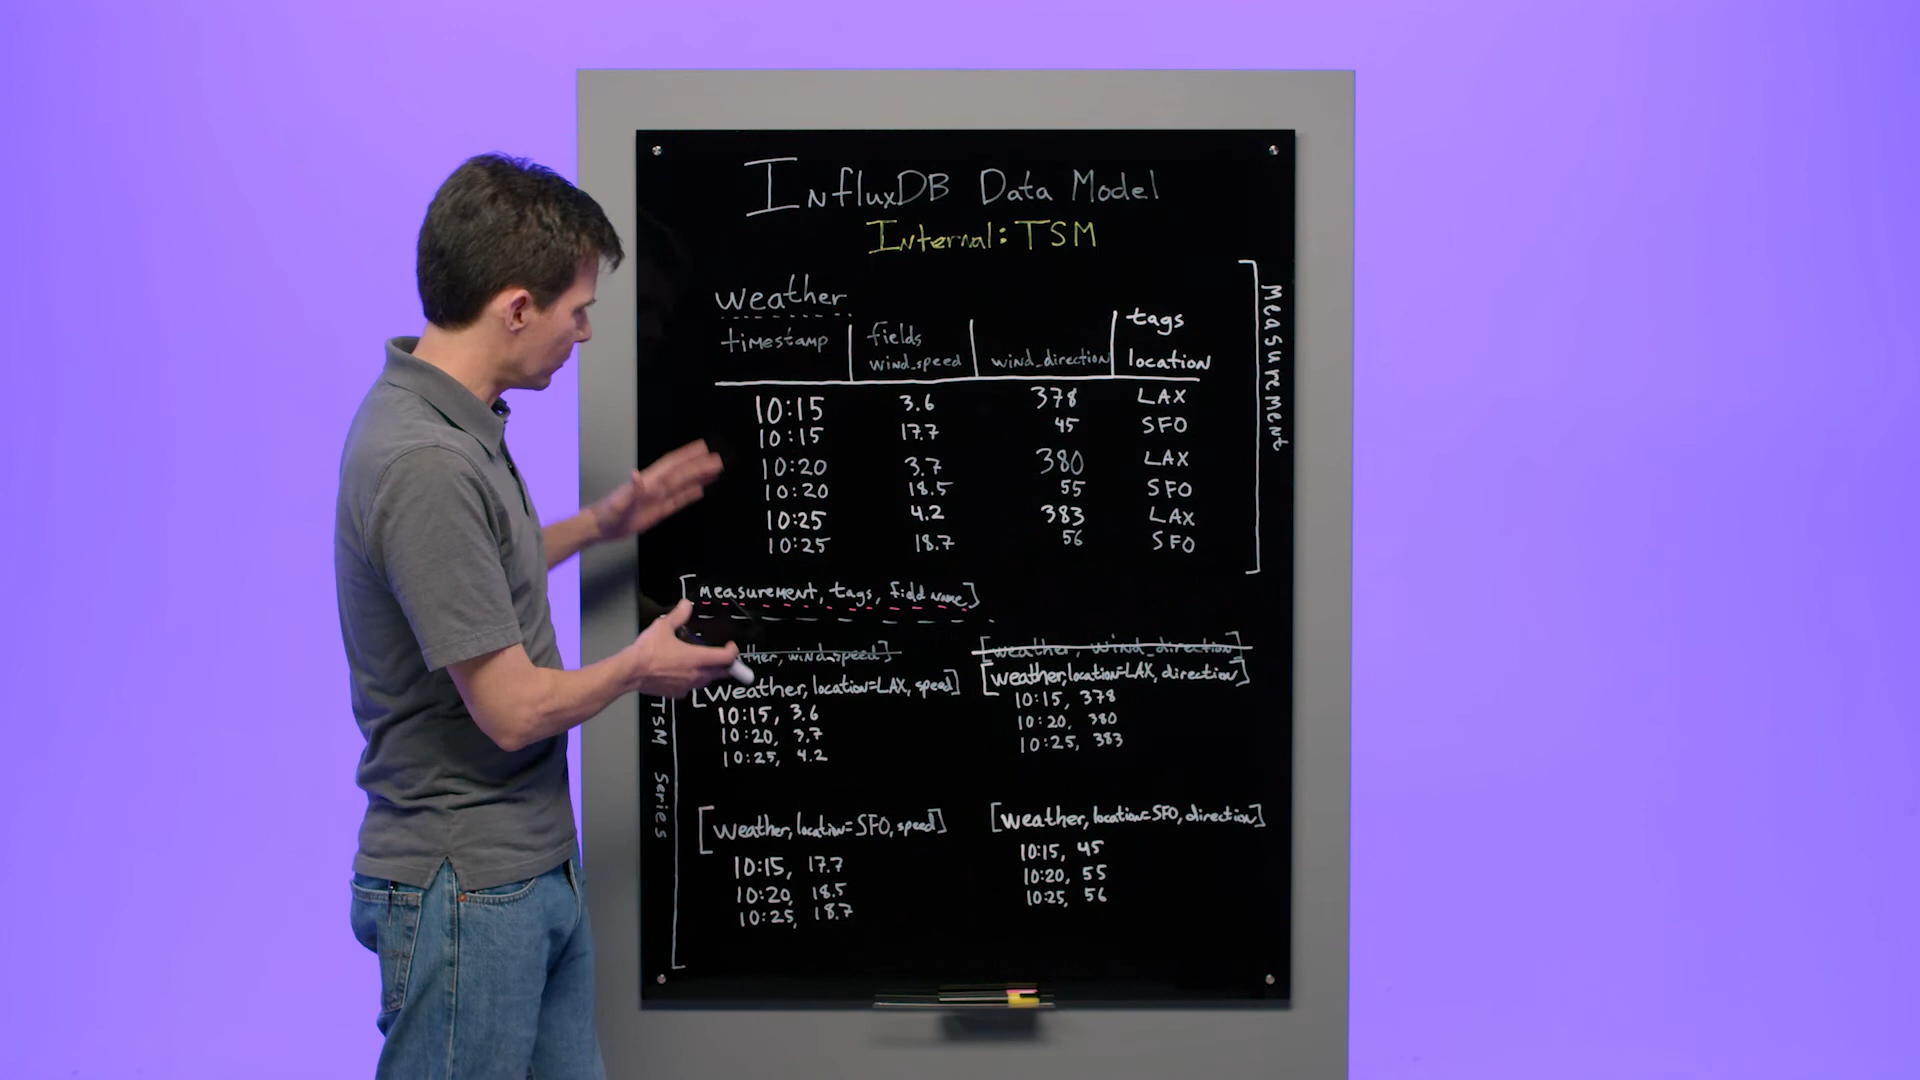 InfluxDB Data Model
Internal: TSM
weather
timestamp fields wind_speed wind_direction tags location
10:15 3.6 378 LAX
10:15 17.7 45 SFO
10:20 3.7 380 LAX
10:20 18.5 55 SFO
10:25 4.2 383 LAX
10:25 18.7 56 SFO
Measurement
[measurement, tags, field name]
wind_speed]
[weather, wind_direction]
[weather, location=LAX, speed]
10:15, 3.6
10:20, 3.7
10:25, 4.2
[weather, location=LAX, direction]
10:15, 378
10:20, 380
10:25, 383
TSM Series
[weather, location=SFO, speed]
10:15, 17.7
10:20, 18.5
10:25, 18.7
[weather, location=SFO, direction]
10:15, 45
10:20, 55
10:25, 56